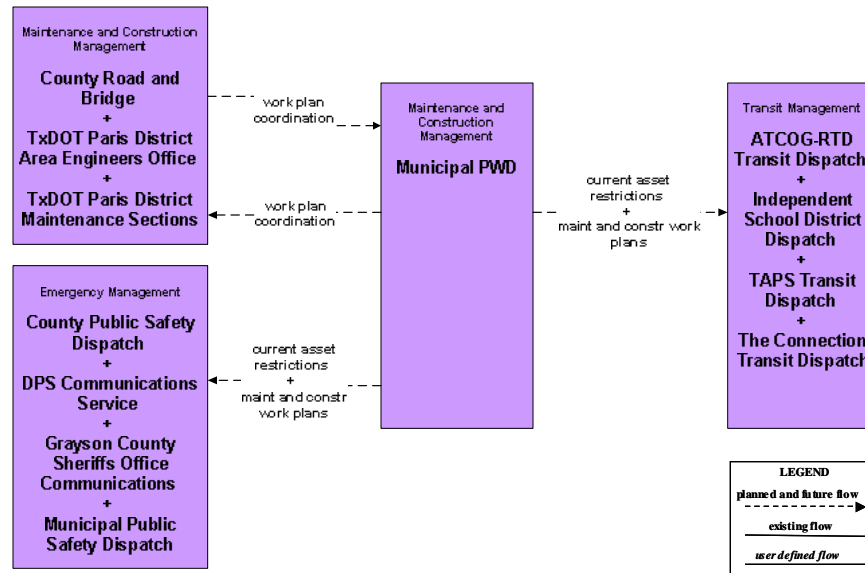 Maintenance and Construction
Management
County Road and
Bridge
+
TxDOT Paris District
Area Engineers Office
+
TxDOT Paris District
Maintenance Sections
work plan
coordination
work plan
coordination
Maintenance and
Construction
Management
Municipal PWD
current asset
restrictions
+
maint and constr work
plans
Transit Management
ATCOG-RTD
Transit Dispatch
+
Independent
School District
Dispatch
+
TAPS Transit
Dispatch
+
The Connection
Transit Dispatch
Emergency Management
County Public Safety
Dispatch
+
DPS Communications
Service
+
Grayson County
Sheriffs Office
Communications
+
Municipal Public
Safety Dispatch
current asset
restrictions
+
maint and constr
work plans
LEGEND
planned and future flow
existing flow
user defined flow